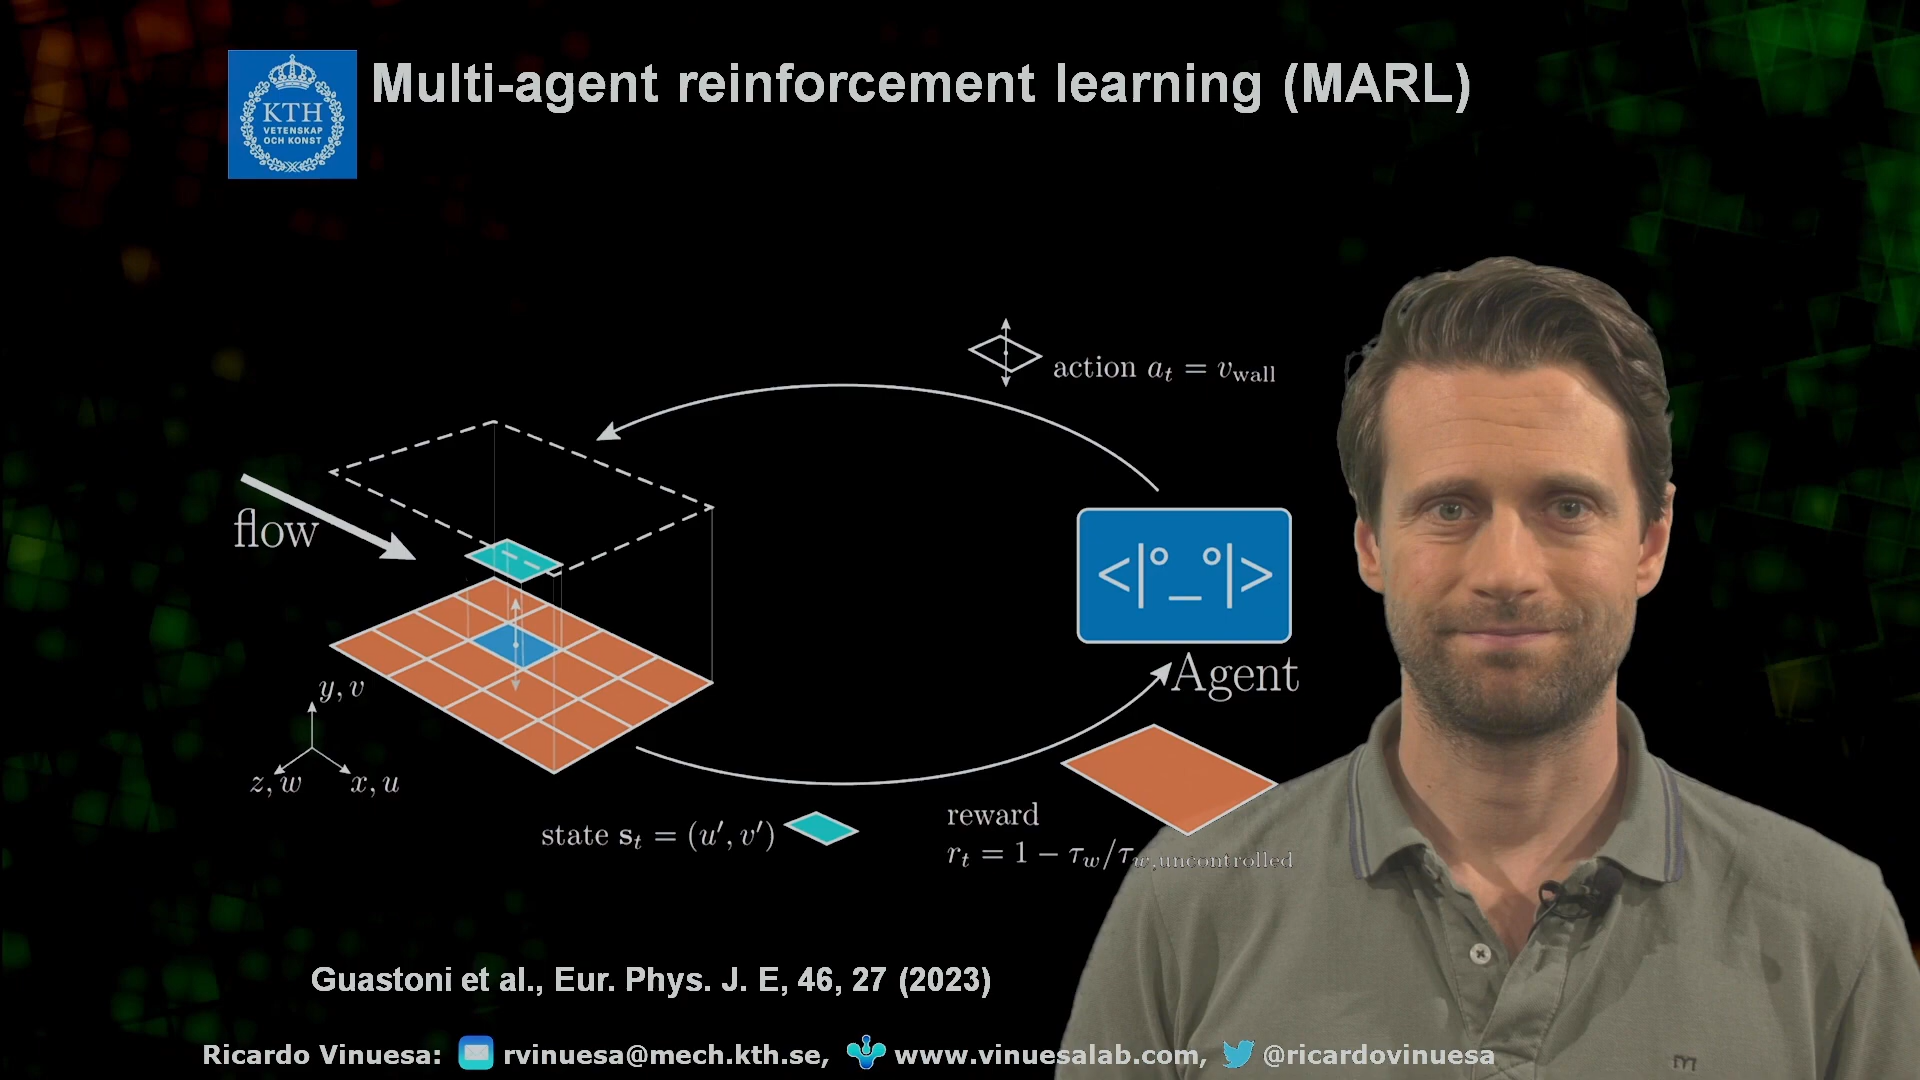 Multi-agent reinforcement learning (MARL)
KTH
VETENSKAP
OCH KONST
action a_t = v_wall
flow
<|°_°|>
Agent
y, v
z, w
x, u
state s_t = (u′, v′)
reward
r_t = 1 − τ_w/τ_w,uncontrolled
Guastoni et al., Eur. Phys. J. E, 46, 27 (2023)
Ricardo Vinuesa: rvinuesa@mech.kth.se, www.vinuesalab.com, @ricardovinuesa